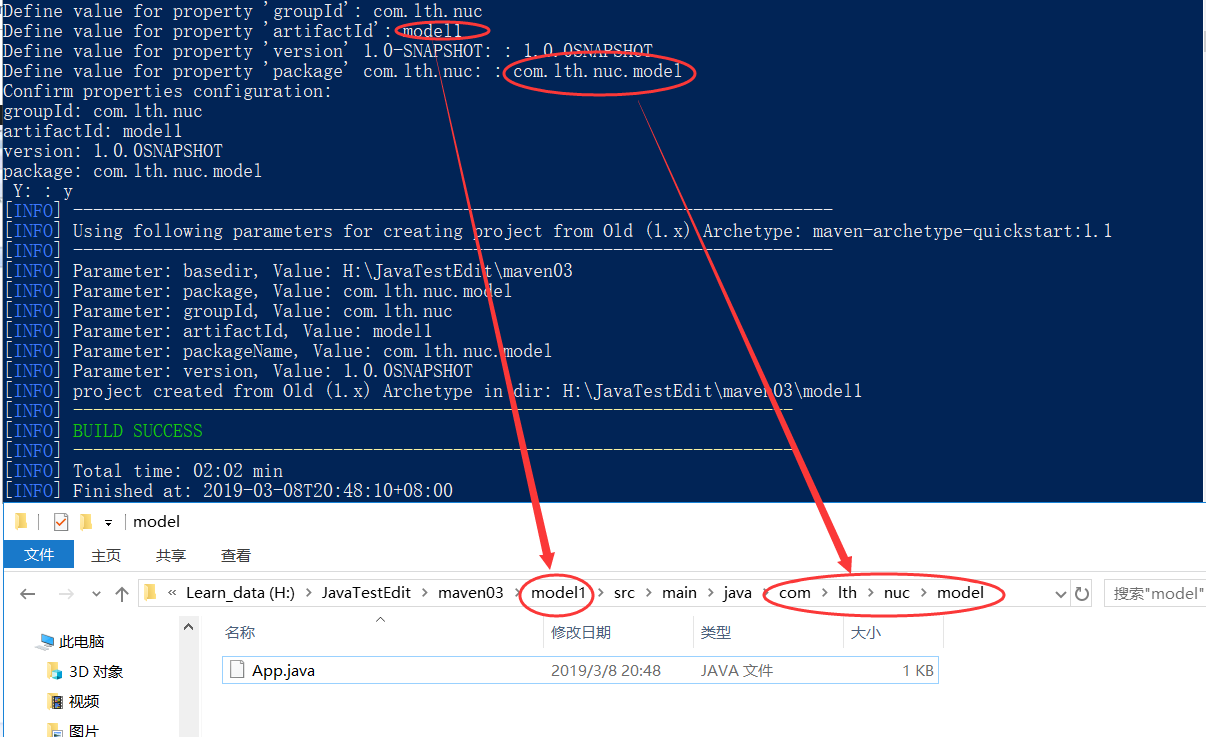 Define value for property 'groupId': com.lth.nuc
Define value for property 'artifactId': model1
Define value for property 'version' 1.0-SNAPSHOT: : 1.0.0SNAPSHOT
Define value for property 'package' com.lth.nuc: : com.lth.nuc.model
Confirm properties configuration:
groupId: com.lth.nuc
artifactId: model1
version: 1.0.0SNAPSHOT
package: com.lth.nuc.model
Y: : y
[INFO] ----------------------------------------------------------------------------
[INFO] Using following parameters for creating project from Old (1.x) Archetype: maven-archetype-quickstart:1.1
[INFO] ----------------------------------------------------------------------------
[INFO] Parameter: basedir, Value: H:\JavaTestEdit\maven03
[INFO] Parameter: package, Value: com.lth.nuc.model
[INFO] Parameter: groupId, Value: com.lth.nuc
[INFO] Parameter: artifactId, Value: model1
[INFO] Parameter: packageName, Value: com.lth.nuc.model
[INFO] Parameter: version, Value: 1.0.0SNAPSHOT
[INFO] project created from Old (1.x) Archetype in dir: H:\JavaTestEdit\maven03\model1
[INFO] ------------------------------------------------------------------------
[INFO] BUILD SUCCESS
[INFO] ------------------------------------------------------------------------
[INFO] Total time: 02:02 min
[INFO] Finished at: 2019-03-08T20:48:10+08:00
model
文件 主页 共享 查看
« Learn_data (H:) > JavaTestEdit > maven03 > model1 > src > main > java > com > lth > nuc > model 搜索"model"
名称 修改日期 类型 大小
此电脑
App.java 2019/3/8 20:48 JAVA 文件 1 KB
3D 对象
视频
图片